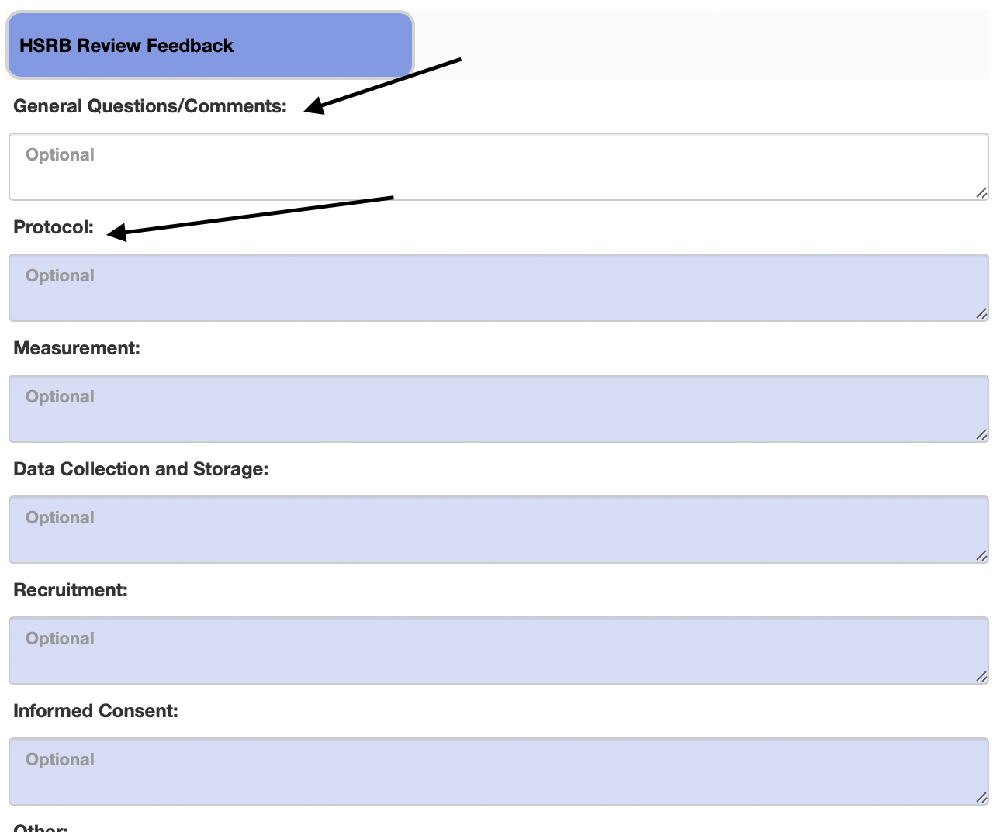 HSRB Review Feedback
General Questions/Comments:
Optional
Protocol:
Optional
Measurement:
Optional
Data Collection and Storage:
Optional
Recruitment:
Optional
Informed Consent:
Optional
Other: